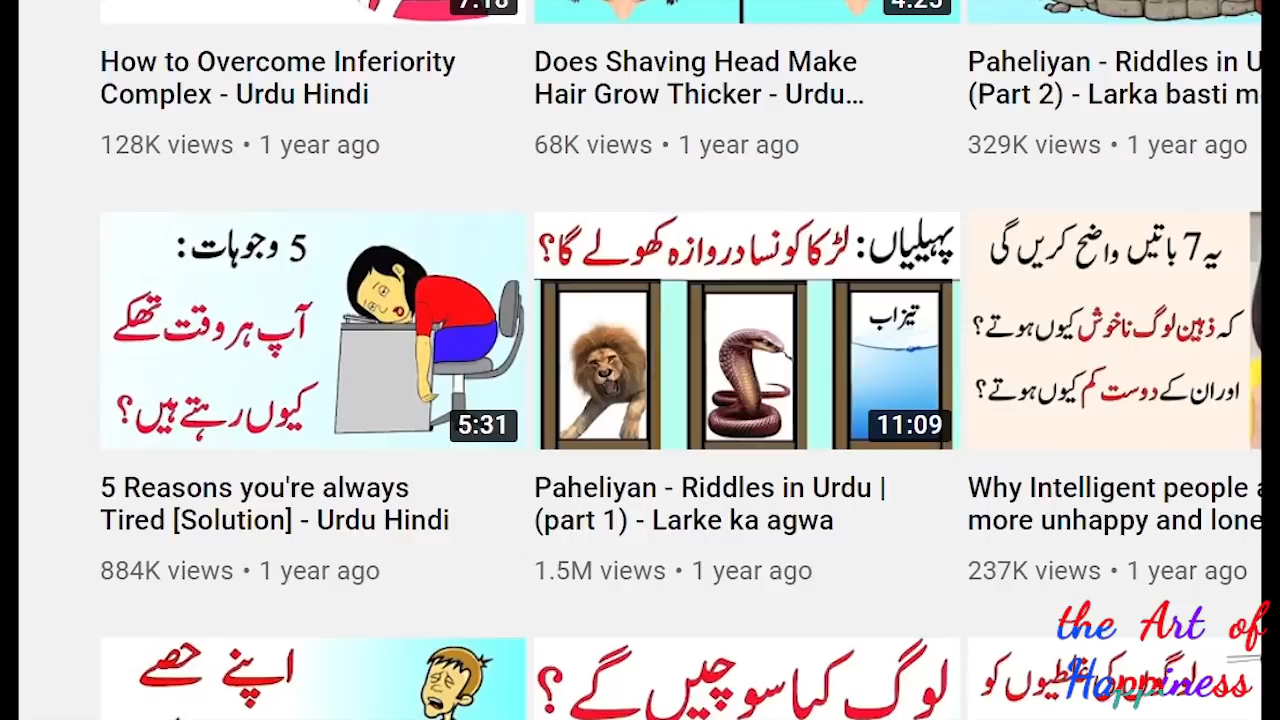 7:18
4:25
How to Overcome Inferiority
Complex - Urdu Hindi
128K views • 1 year ago
Does Shaving Head Make
Hair Grow Thicker - Urdu...
68K views • 1 year ago
Paheliyan - Riddles in U
(Part 2) - Larka basti m
329K views • 1 year ago
5 وجوہات:
آپ ہر وقت تھکے
کیوں رہتے ہیں؟
5:31
پہیلیاں: لڑکا کونسا دروازہ کھولے گا؟
تیزاب
11:09
یہ 7 باتیں واضح کریں گی
کہ ذہین لوگ ناخوش کیوں ہوتے؟
اور ان کے دوست کم کیوں ہوتے؟
5 Reasons you're always
Tired [Solution] - Urdu Hindi
884K views • 1 year ago
Paheliyan - Riddles in Urdu |
(part 1) - Larke ka agwa
1.5M views • 1 year ago
Why Intelligent people
more unhappy and lone
237K views • 1 year ago
اپنے حصے
لوگ کیا سوچیں گے؟
غلطیوں کو
the Art of
Happiness